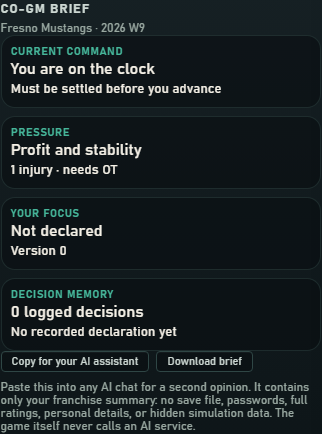 CO-GM BRIEF
Fresno Mustangs · 2026 W9
CURRENT COMMAND
You are on the clock
Must be settled before you advance
PRESSURE
Profit and stability
1 injury · needs OT
YOUR FOCUS
Not declared
Version 0
DECISION MEMORY
0 logged decisions
No recorded declaration yet
Copy for your AI assistant Download brief
Paste this into any AI chat for a second opinion. It contains
only your franchise summary: no save file, passwords, full
ratings, personal details, or hidden simulation data. The
game itself never calls an AI service.